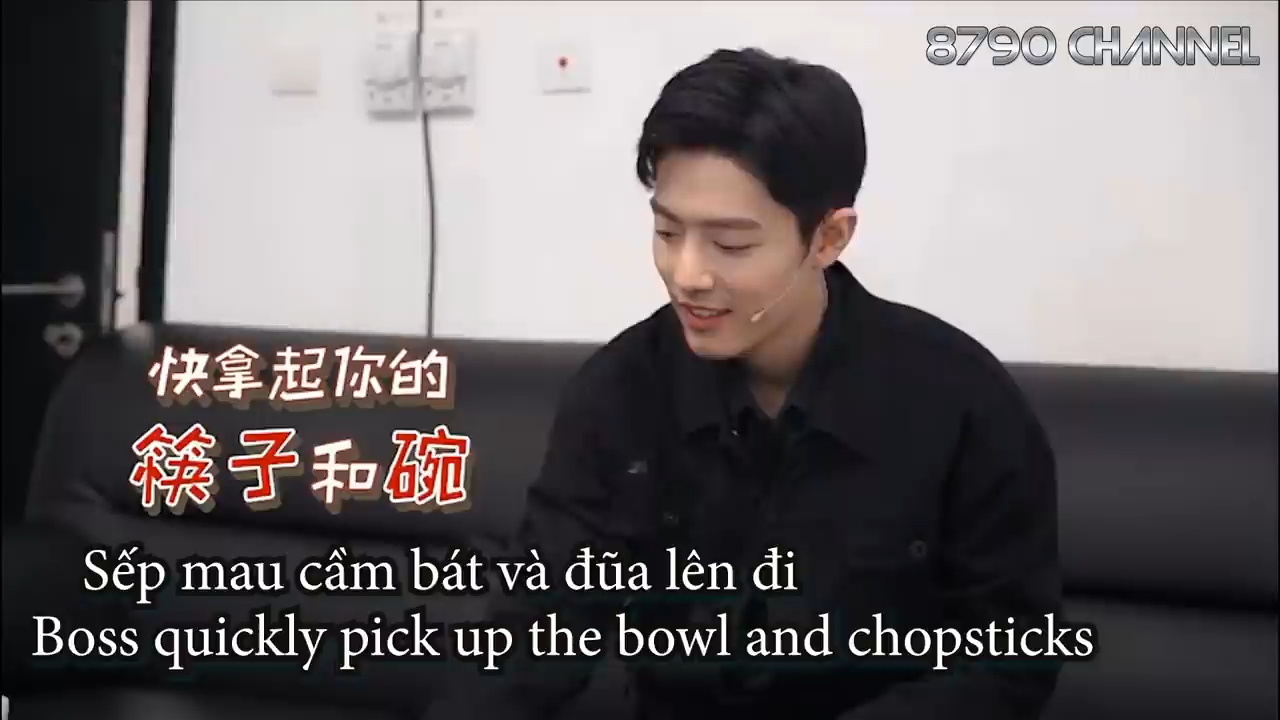 8790 CHANNEL
快拿起你的
筷子和碗
Sếp mau cầm bát và đũa lên đi
Boss quickly pick up the bowl and chopsticks